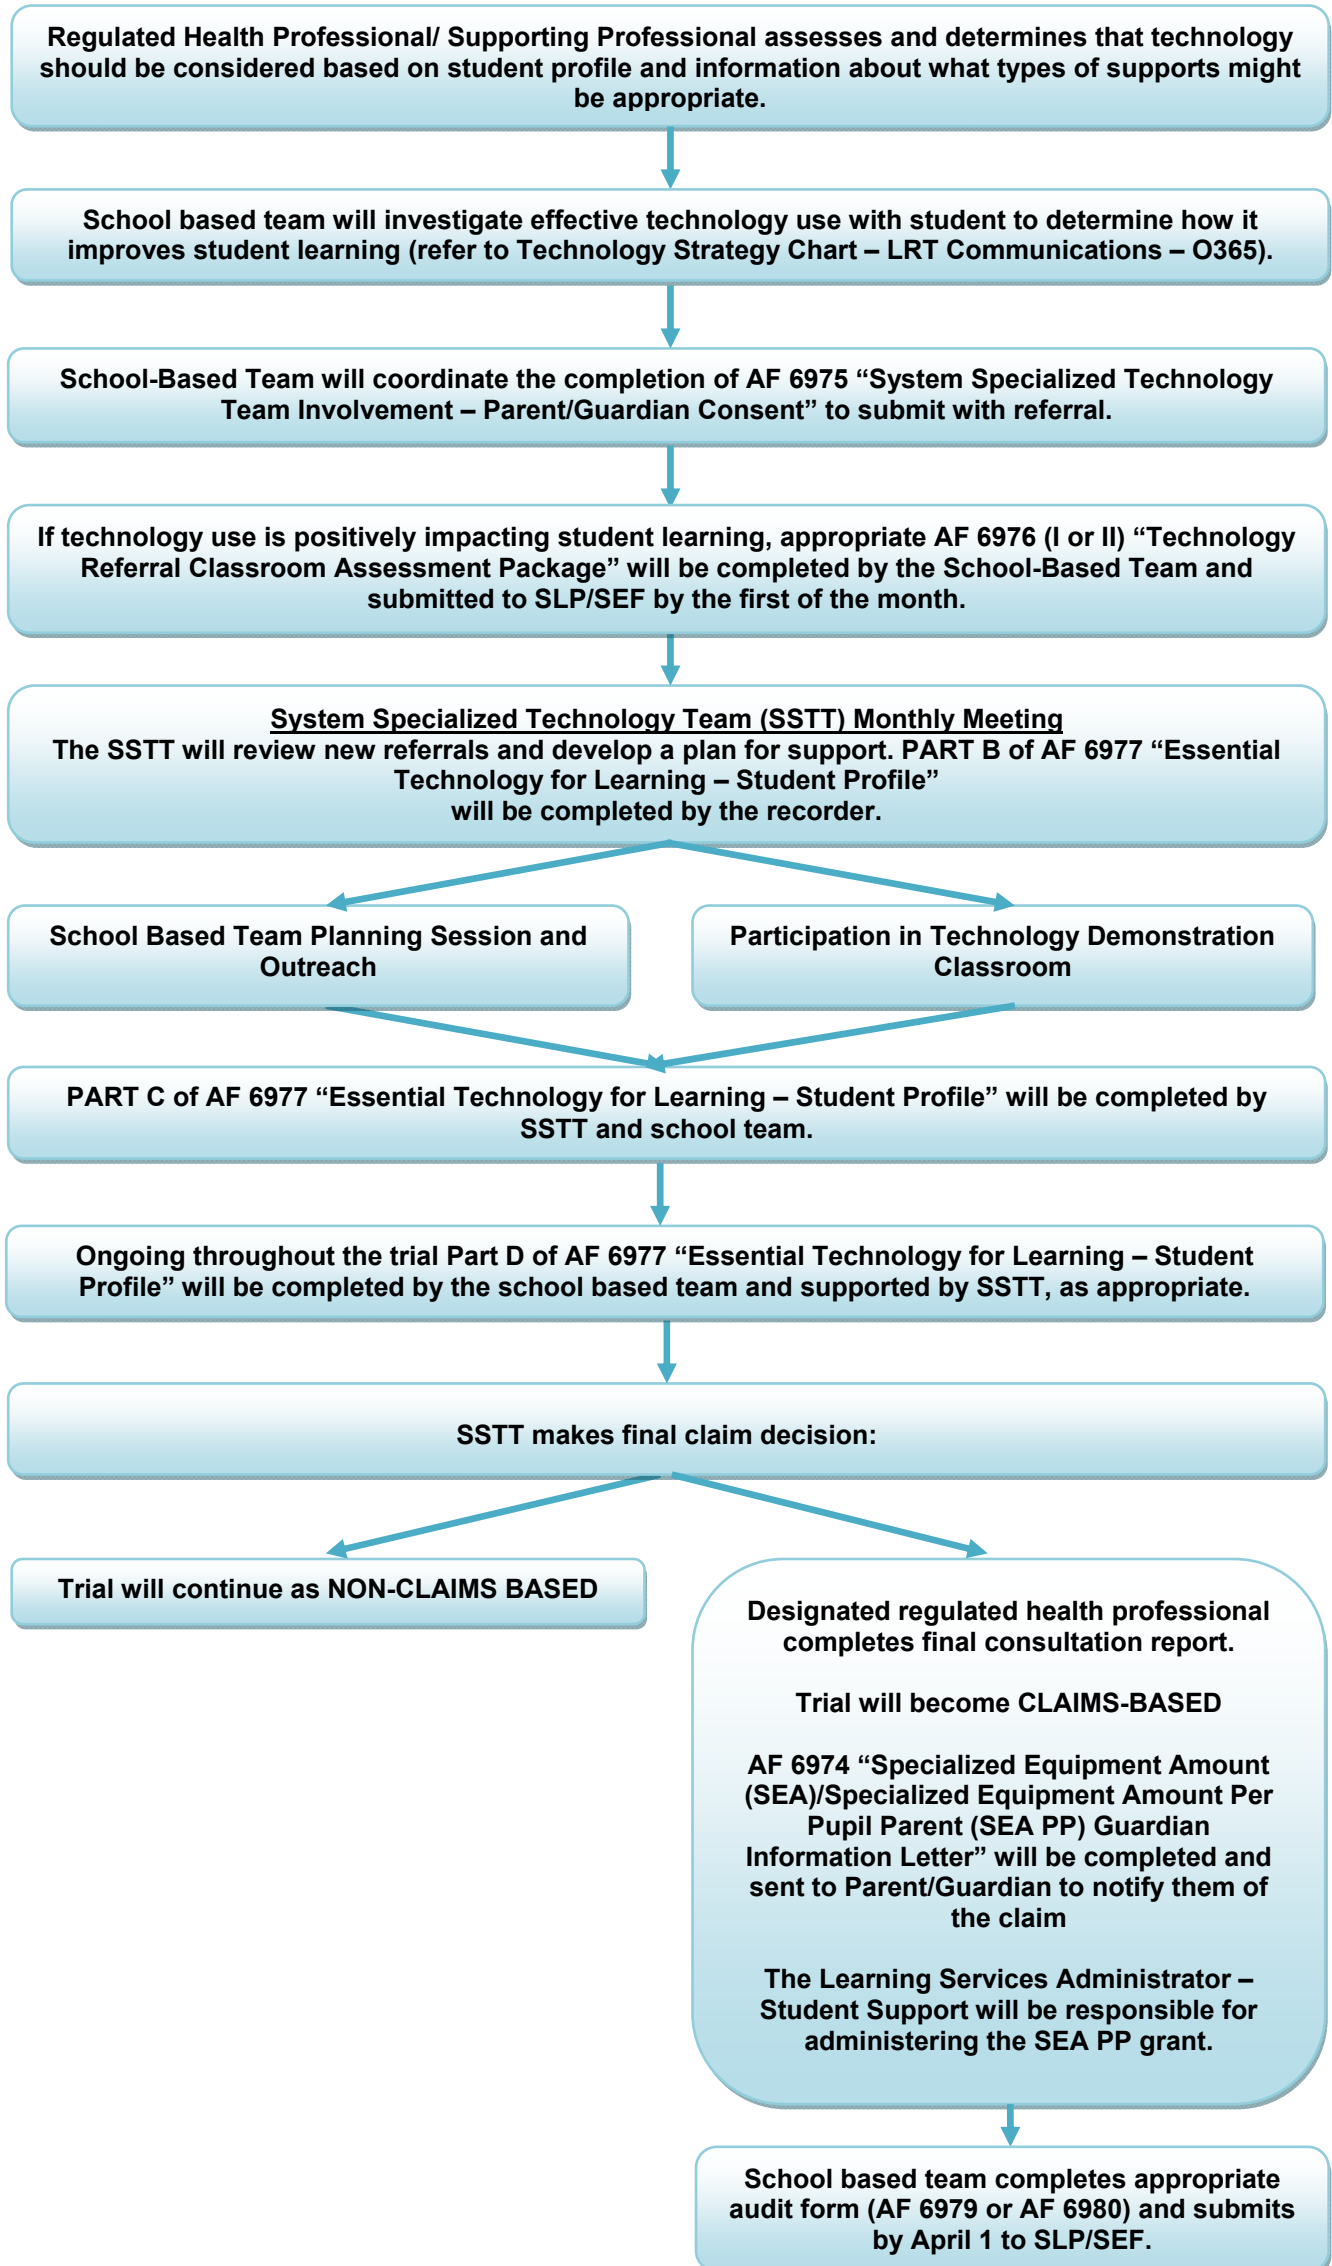 Regulated Health Professional/ Supporting Professional assesses and determines that technology
should be considered based on student profile and information about what types of supports might
be appropriate.
School based team will investigate effective technology use with student to determine how it
improves student learning (refer to Technology Strategy Chart – LRT Communications – O365).
School-Based Team will coordinate the completion of AF 6975 “System Specialized Technology
Team Involvement – Parent/Guardian Consent” to submit with referral.
If technology use is positively impacting student learning, appropriate AF 6976 (I or II) “Technology
Referral Classroom Assessment Package” will be completed by the School-Based Team and
submitted to SLP/SEF by the first of the month.
System Specialized Technology Team (SSTT) Monthly Meeting
The SSTT will review new referrals and develop a plan for support. PART B of AF 6977 “Essential
Technology for Learning – Student Profile”
will be completed by the recorder.
School Based Team Planning Session and
Outreach
Participation in Technology Demonstration
Classroom
PART C of AF 6977 “Essential Technology for Learning – Student Profile” will be completed by
SSTT and school team.
Ongoing throughout the trial Part D of AF 6977 “Essential Technology for Learning – Student
Profile” will be completed by the school based team and supported by SSTT, as appropriate.
SSTT makes final claim decision:
Trial will continue as NON-CLAIMS BASED
Designated regulated health professional
completes final consultation report.
Trial will become CLAIMS-BASED
AF 6974 “Specialized Equipment Amount
(SEA)/Specialized Equipment Amount Per
Pupil Parent (SEA PP) Guardian
Information Letter” will be completed and
sent to Parent/Guardian to notify them of
the claim
The Learning Services Administrator –
Student Support will be responsible for
administering the SEA PP grant.
School based team completes appropriate
audit form (AF 6979 or AF 6980) and submits
by April 1 to SLP/SEF.